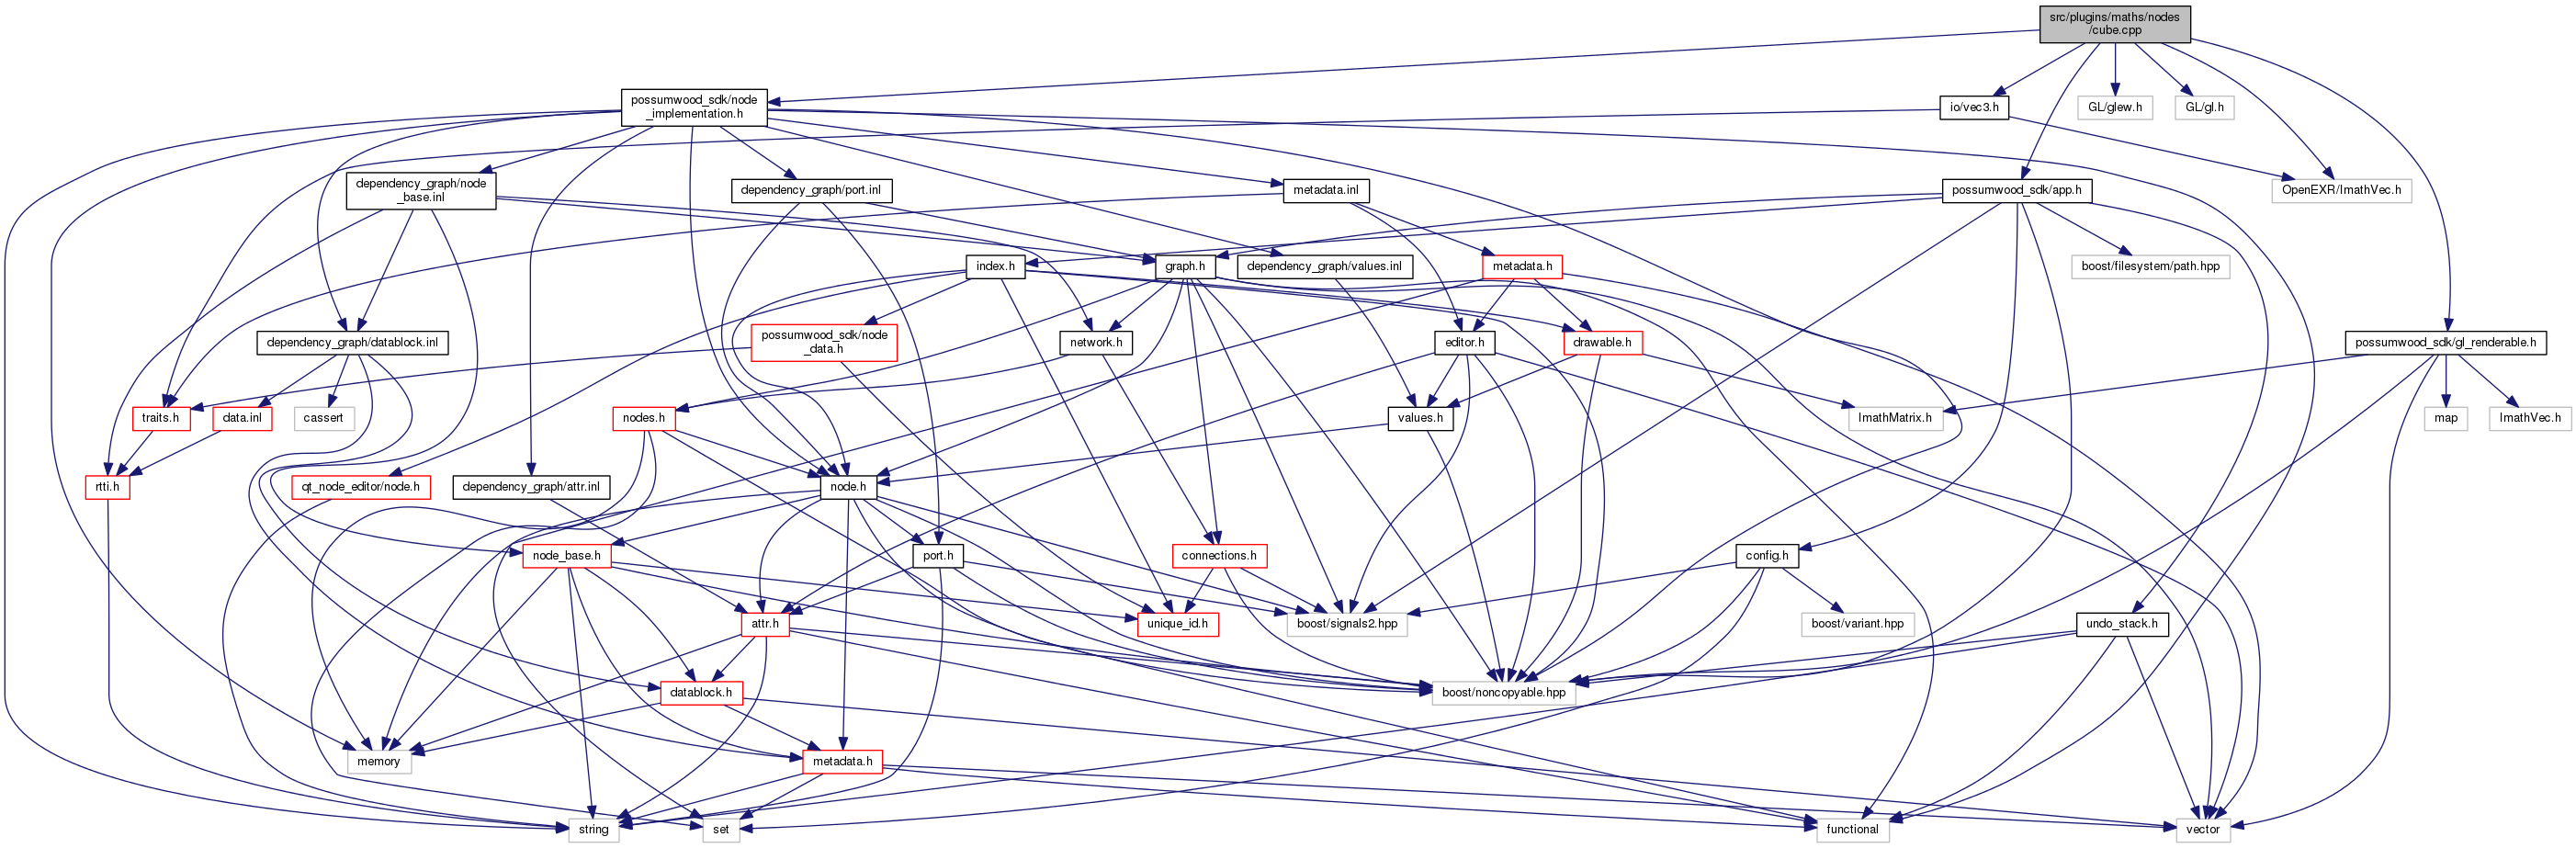 src/plugins/maths/nodes
/cube.cpp
possumwood_sdk/node
_implementation.h
io/vec3.h
GL/glew.h
GL/gl.h
dependency_graph/node
_base.inl
dependency_graph/port.inl
metadata.inl
possumwood_sdk/app.h
OpenEXR/ImathVec.h
index.h
graph.h
dependency_graph/values.inl
metadata.h
boost/filesystem/path.hpp
dependency_graph/datablock.inl
possumwood_sdk/node
_data.h
network.h
editor.h
drawable.h
possumwood_sdk/gl_renderable.h
traits.h
data.inl
cassert
nodes.h
values.h
ImathMatrix.h
map
ImathVec.h
rtti.h
qt_node_editor/node.h
dependency_graph/attr.inl
node.h
node_base.h
port.h
connections.h
config.h
attr.h
unique_id.h
boost/signals2.hpp
boost/variant.hpp
undo_stack.h
datablock.h
boost/noncopyable.hpp
memory
metadata.h
string
set
functional
vector